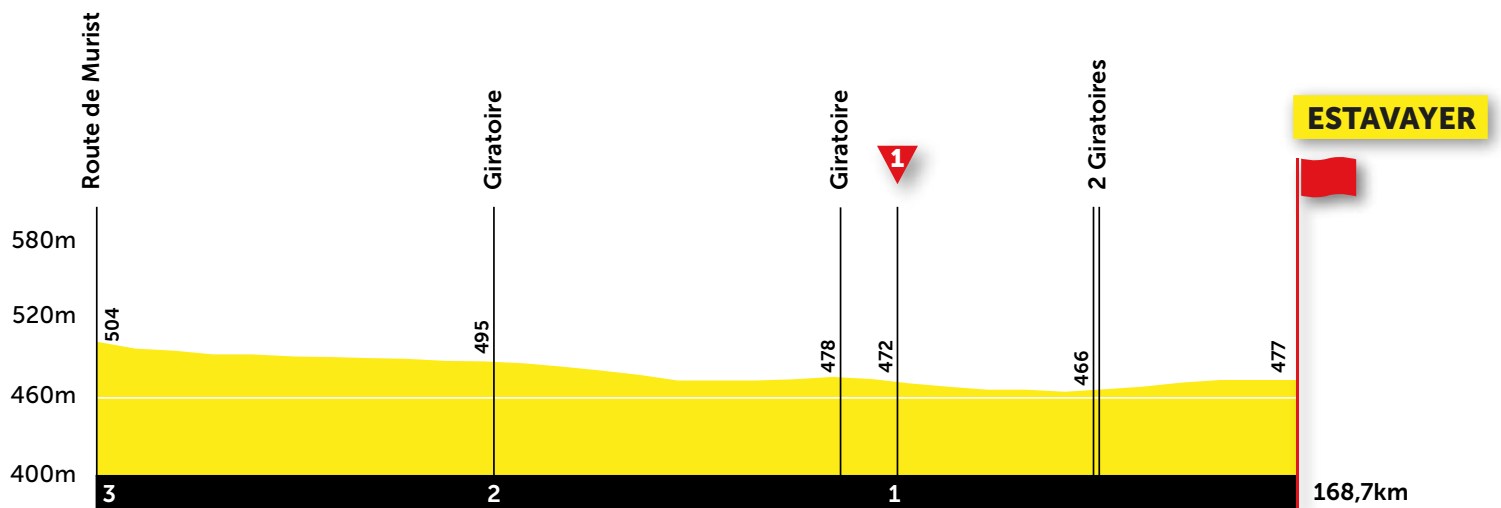 Route de Murist
Giratoire
Giratoire
1
2 Giratoires
ESTAVAYER
580m
520m
460m
400m
504
495
478
472
466
477
3
2
1
168,7km